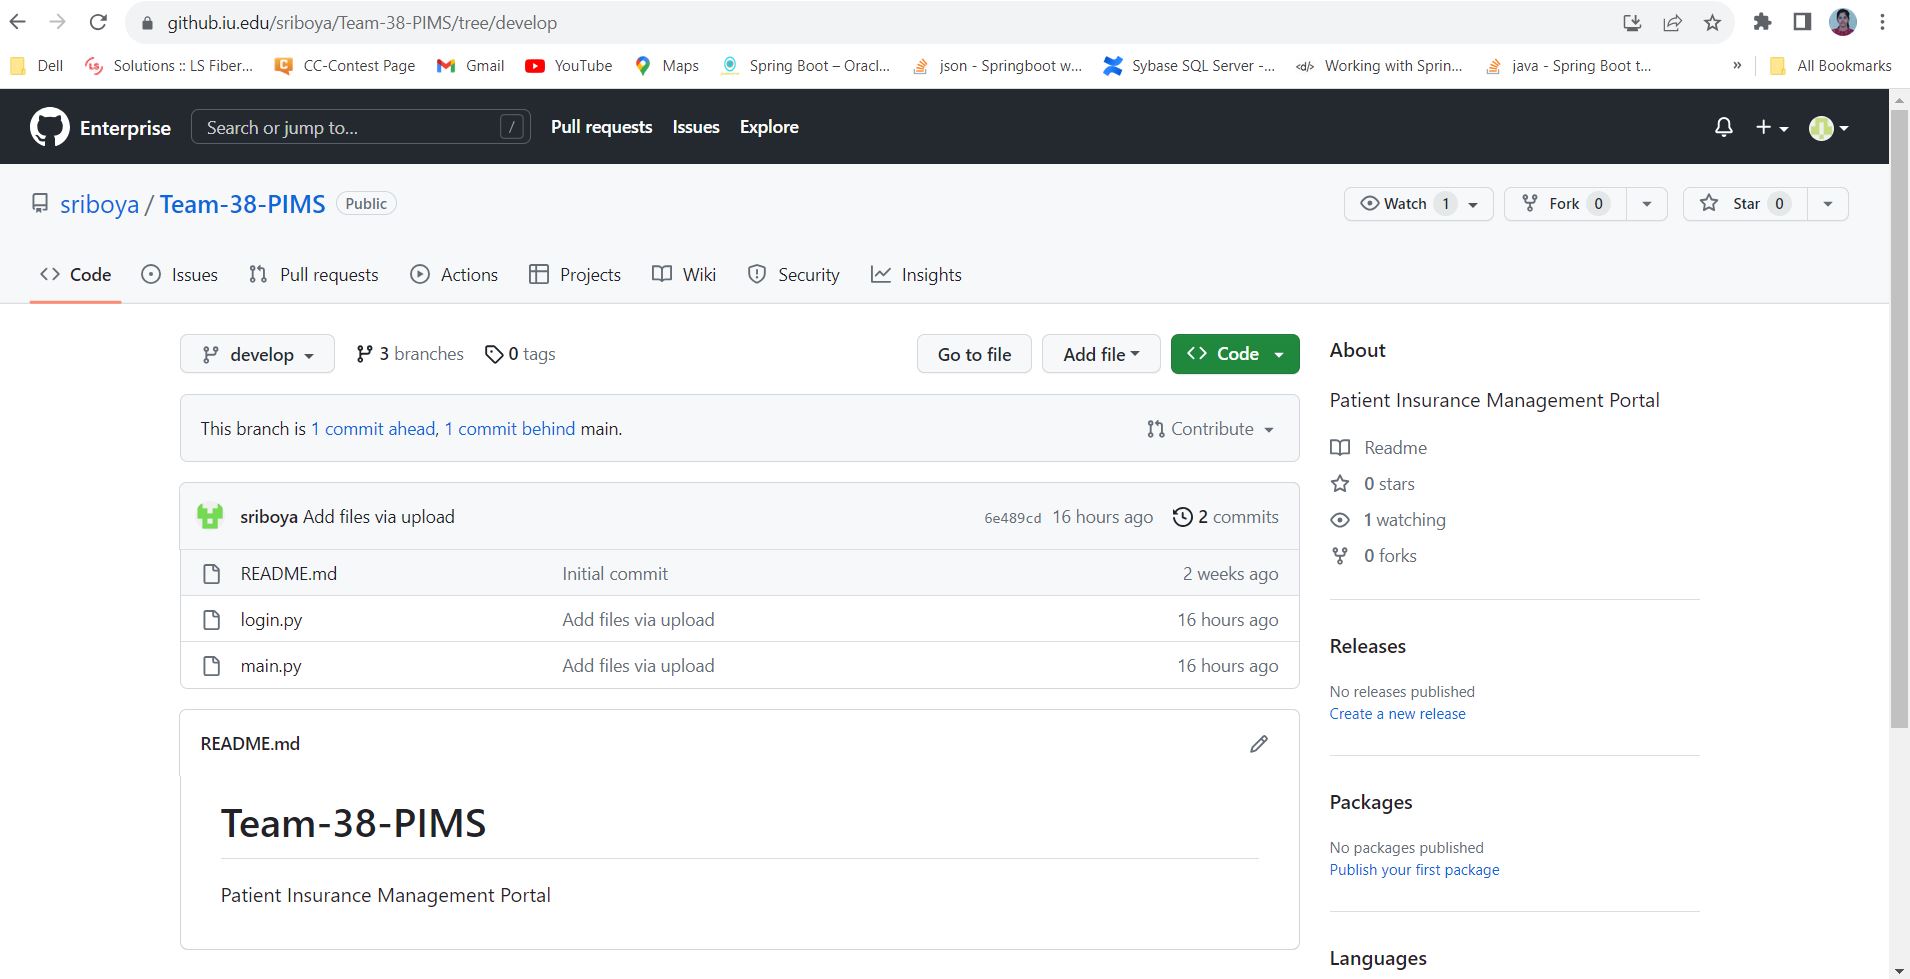 github.iu.edu/sriboya/Team-38-PIMS/tree/develop
Dell
Solutions :: LS Fiber...
CC-Contest Page
Gmail
YouTube
Maps
Spring Boot – Oracl...
json - Springboot w...
Sybase SQL Server -...
Working with Sprin...
java - Spring Boot t...
»
All Bookmarks
Enterprise
Search or jump to...
/
Pull requests
Issues
Explore
sriboya / Team-38-PIMS Public
Watch 1
Fork 0
Star 0
Code
Issues
Pull requests
Actions
Projects
Wiki
Security
Insights
develop
3 branches
0 tags
Go to file
Add file
Code
This branch is 1 commit ahead, 1 commit behind main.
Contribute
sriboya Add files via upload
6e489cd 16 hours ago
2 commits
README.md
Initial commit
2 weeks ago
login.py
Add files via upload
16 hours ago
main.py
Add files via upload
16 hours ago
README.md
Team-38-PIMS
Patient Insurance Management Portal
About
Patient Insurance Management Portal
Readme
0 stars
1 watching
0 forks
Releases
No releases published
Create a new release
Packages
No packages published
Publish your first package
Languages